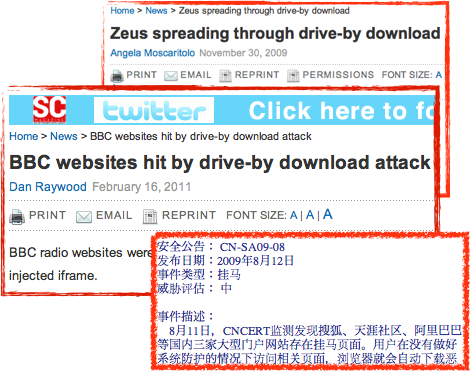 Home > News > Zeus spreading through drive-by download
Zeus spreading through drive-by download
Angela Moscaritolo November 30, 2009
PRINT EMAIL REPRINT PERMISSIONS FONT SIZE: A
SC
twitter Click here to fo
Home > News > BBC websites hit by drive-by download attack
BBC websites hit by drive-by download attack
Dan Raywood February 16, 2011
PRINT EMAIL REPRINT FONT SIZE: A | A | A
BBC radio websites were
injected iframe.
安全公告： CN-SA09-08
发布日期：2009年8月12日
事件类型：挂马
威胁评估： 中
事件描述：
8月11日，CNCERT监测发现搜狐、天涯社区、阿里巴巴
等国内三家大型门户网站存在挂马页面。用户在没有做好
系统防护的情况下访问相关页面，浏览器就会自动下载恶